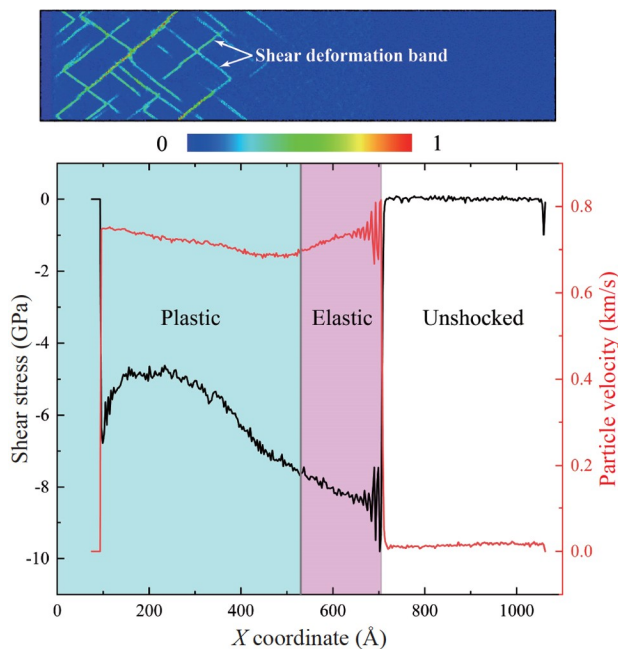 Shear deformation band
0 1
0
-2
-4
-6
-8
-10
Shear stress (GPa)
Plastic
Elastic
Unshocked
0.8
0.6
0.4
0.2
0.0
Particle velocity (km/s)
0 200 400 600 800 1000
X coordinate (Å)